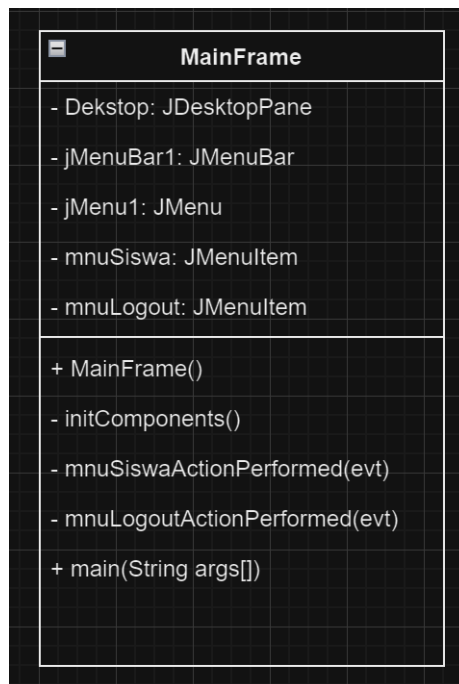 MainFrame
- Dekstop: JDesktopPane
- jMenuBar1: JMenuBar
- jMenu1: JMenu
- mnuSiswa: JMenuItem
- mnuLogout: JMenuItem
+ MainFrame()
- initComponents()
- mnuSiswaActionPerformed(evt)
- mnuLogoutActionPerformed(evt)
+ main(String args[])